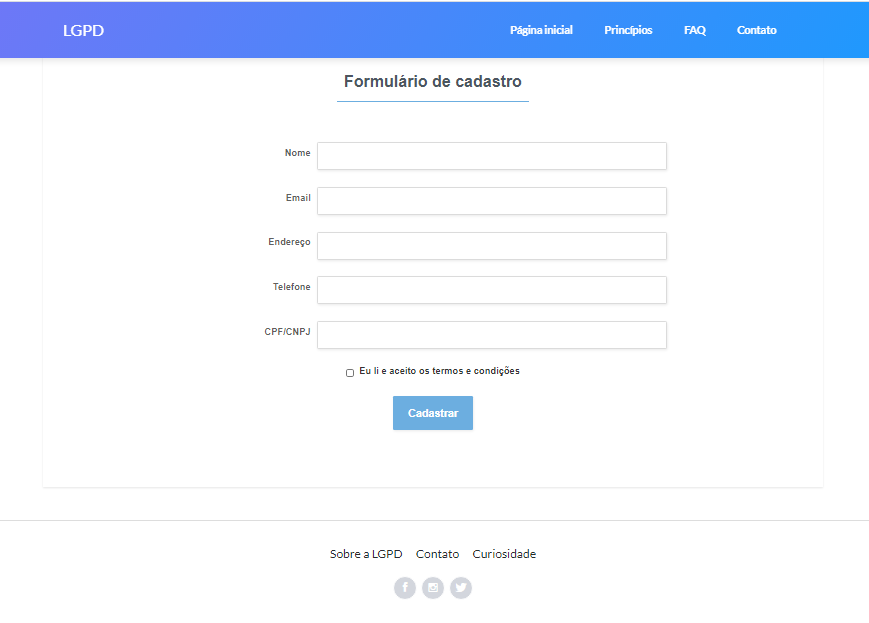 LGPD
Página inicial Princípios FAQ Contato
Formulário de cadastro
Nome
Email
Endereço
Telefone
CPF/CNPJ
Eu li e aceito os termos e condições
Cadastrar
Sobre a LGPD Contato Curiosidade